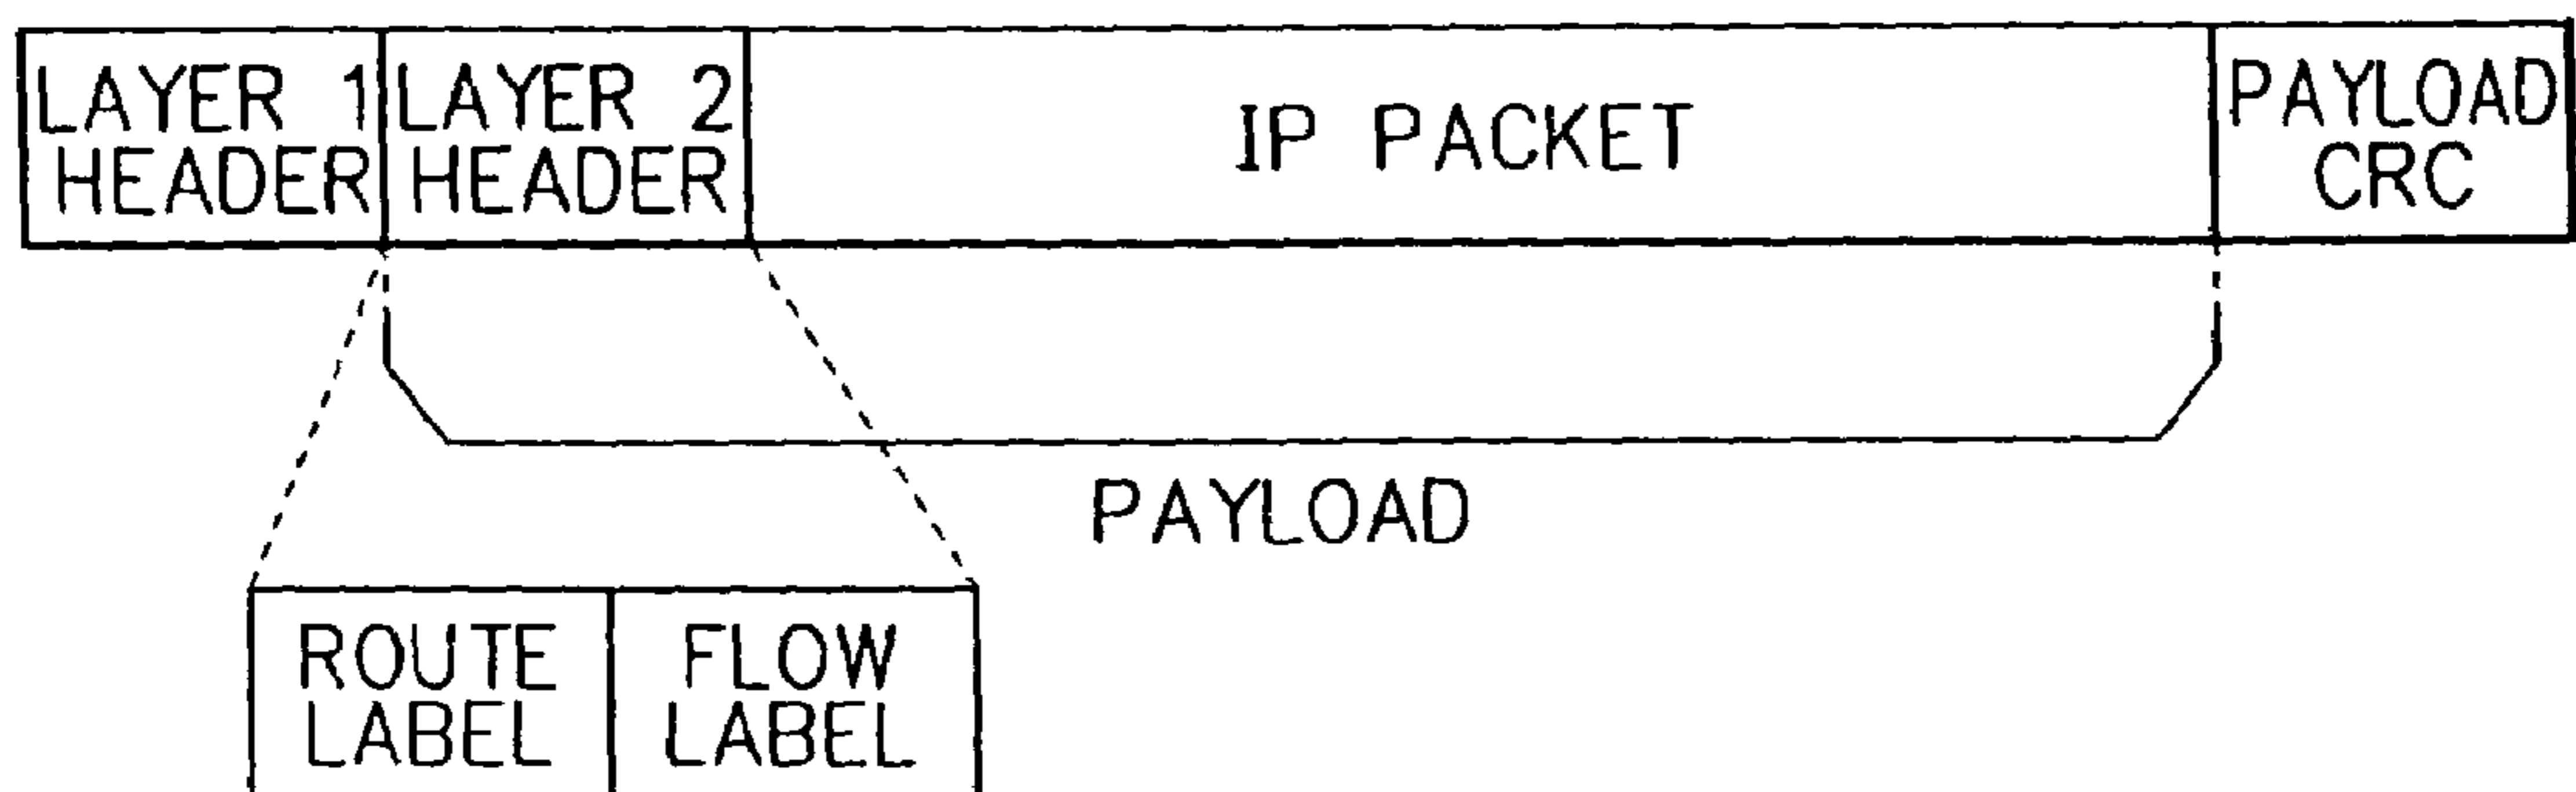 LAYER 1
HEADER
LAYER 2
HEADER
IP PACKET
PAYLOAD
CRC
PAYLOAD
ROUTE
LABEL
FLOW
LABEL